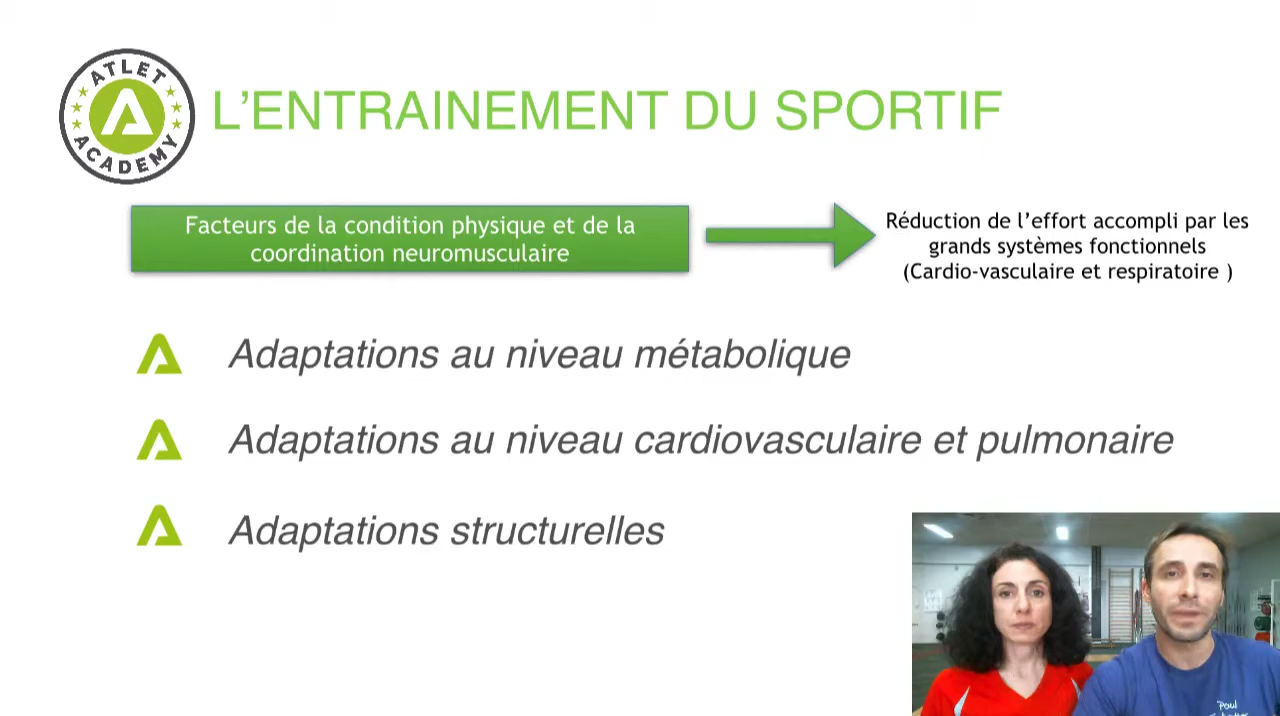 ATLET
ACADEMY
L’ENTRAINEMENT DU SPORTIF
Facteurs de la condition physique et de la
coordination neuromusculaire
Réduction de l’effort accompli par les
grands systèmes fonctionnels
(Cardio-vasculaire et respiratoire )
Adaptations au niveau métabolique
Adaptations au niveau cardiovasculaire et pulmonaire
Adaptations structurelles
Paul